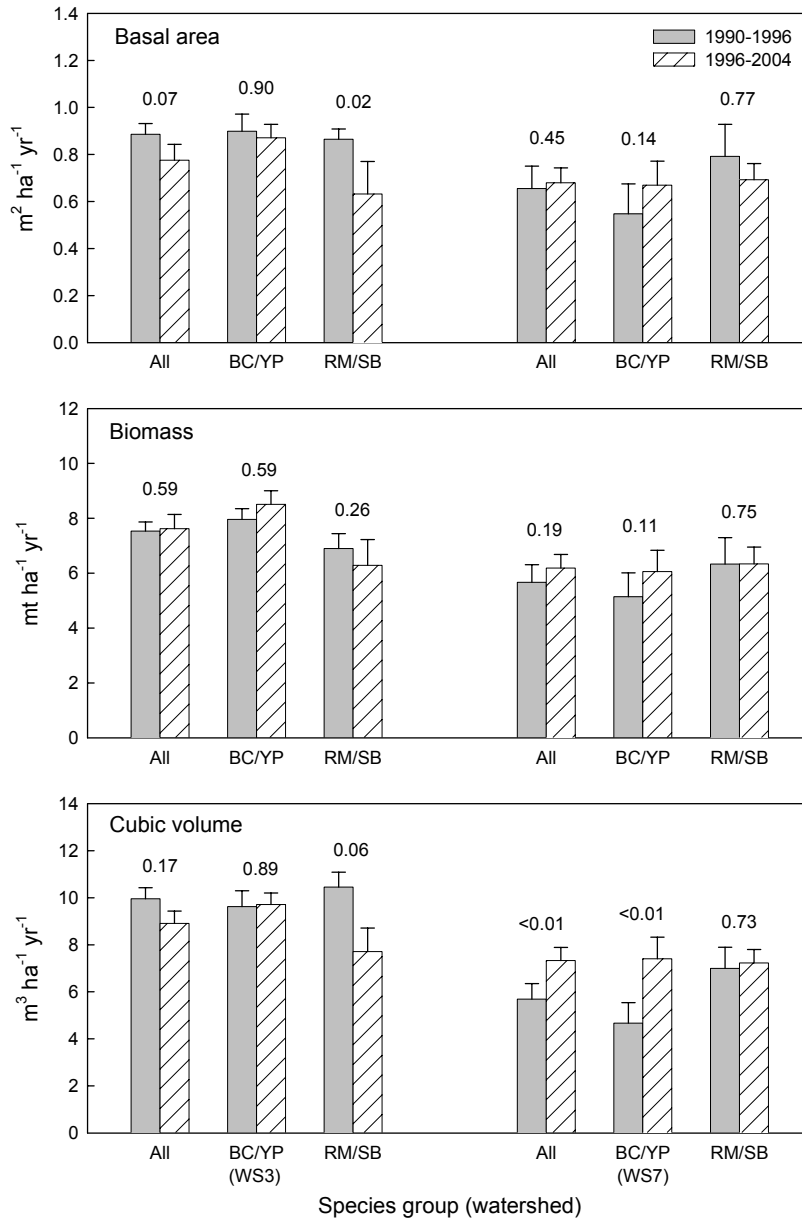 Basal area
1990-1996
1996-2004
1.4
1.2
1.0
0.8
0.6
0.4
0.2
0.0
m² ha⁻¹ yr⁻¹
0.07 0.90 0.02 0.45 0.14 0.77
All BC/YP RM/SB All BC/YP RM/SB
Biomass
12
10
8
6
4
2
0
mt ha⁻¹ yr⁻¹
0.59 0.59 0.26 0.19 0.11 0.75
All BC/YP RM/SB All BC/YP RM/SB
Cubic volume
14
12
10
8
6
4
2
0
m³ ha⁻¹ yr⁻¹
0.17 0.89 0.06 <0.01 <0.01 0.73
All BC/YP RM/SB All BC/YP RM/SB
(WS3) (WS7)
Species group (watershed)